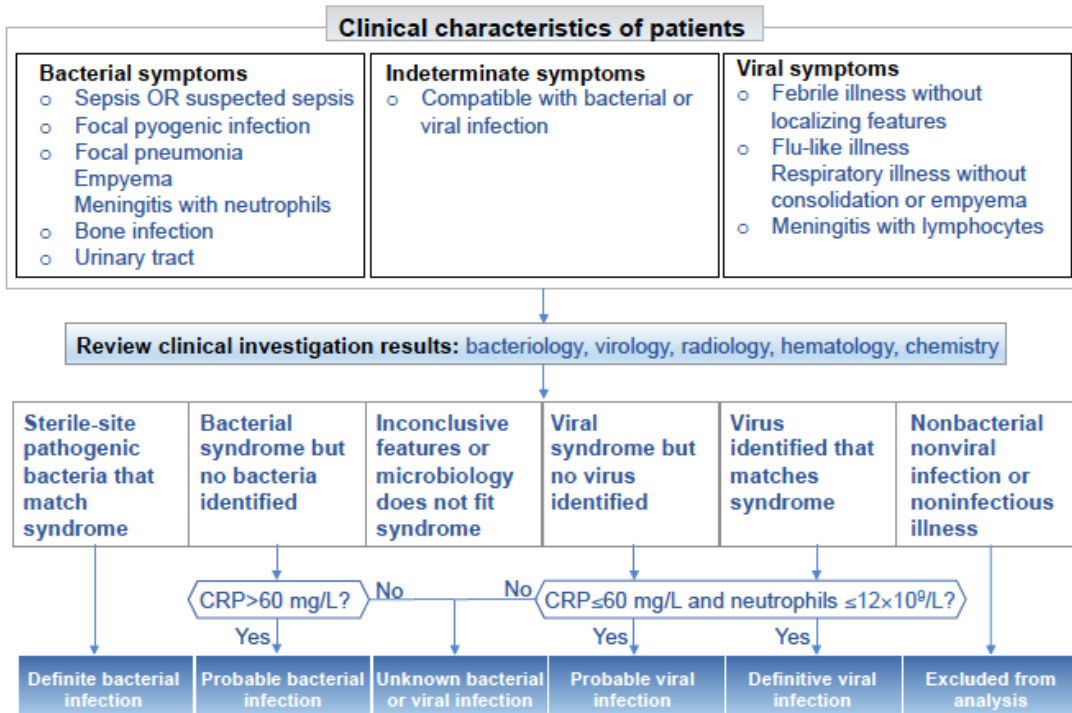 Clinical characteristics of patients
Bacterial symptoms
o Sepsis OR suspected sepsis
o Focal pyogenic infection
o Focal pneumonia
Empyema
Meningitis with neutrophils
o Bone infection
o Urinary tract
Indeterminate symptoms
o Compatible with bacterial or
viral infection
Viral symptoms
o Febrile illness without
localizing features
o Flu-like illness
Respiratory illness without
consolidation or empyema
o Meningitis with lymphocytes
Review clinical investigation results: bacteriology, virology, radiology, hematology, chemistry
Sterile-site
pathogenic
bacteria that
match
syndrome
Bacterial
syndrome but
no bacteria
identified
Inconclusive
features or
microbiology
does not fit
syndrome
Viral
syndrome but
no virus
identified
Virus
identified that
matches
syndrome
Nonbacterial
nonviral
infection or
noninfectious
illness
CRP>60 mg/L?
No
No
CRP≤60 mg/L and neutrophils ≤12×10⁹/L?
Yes
Yes
Yes
Definite bacterial
infection
Probable bacterial
infection
Unknown bacterial
or viral infection
Probable viral
infection
Definitive viral
infection
Excluded from
analysis